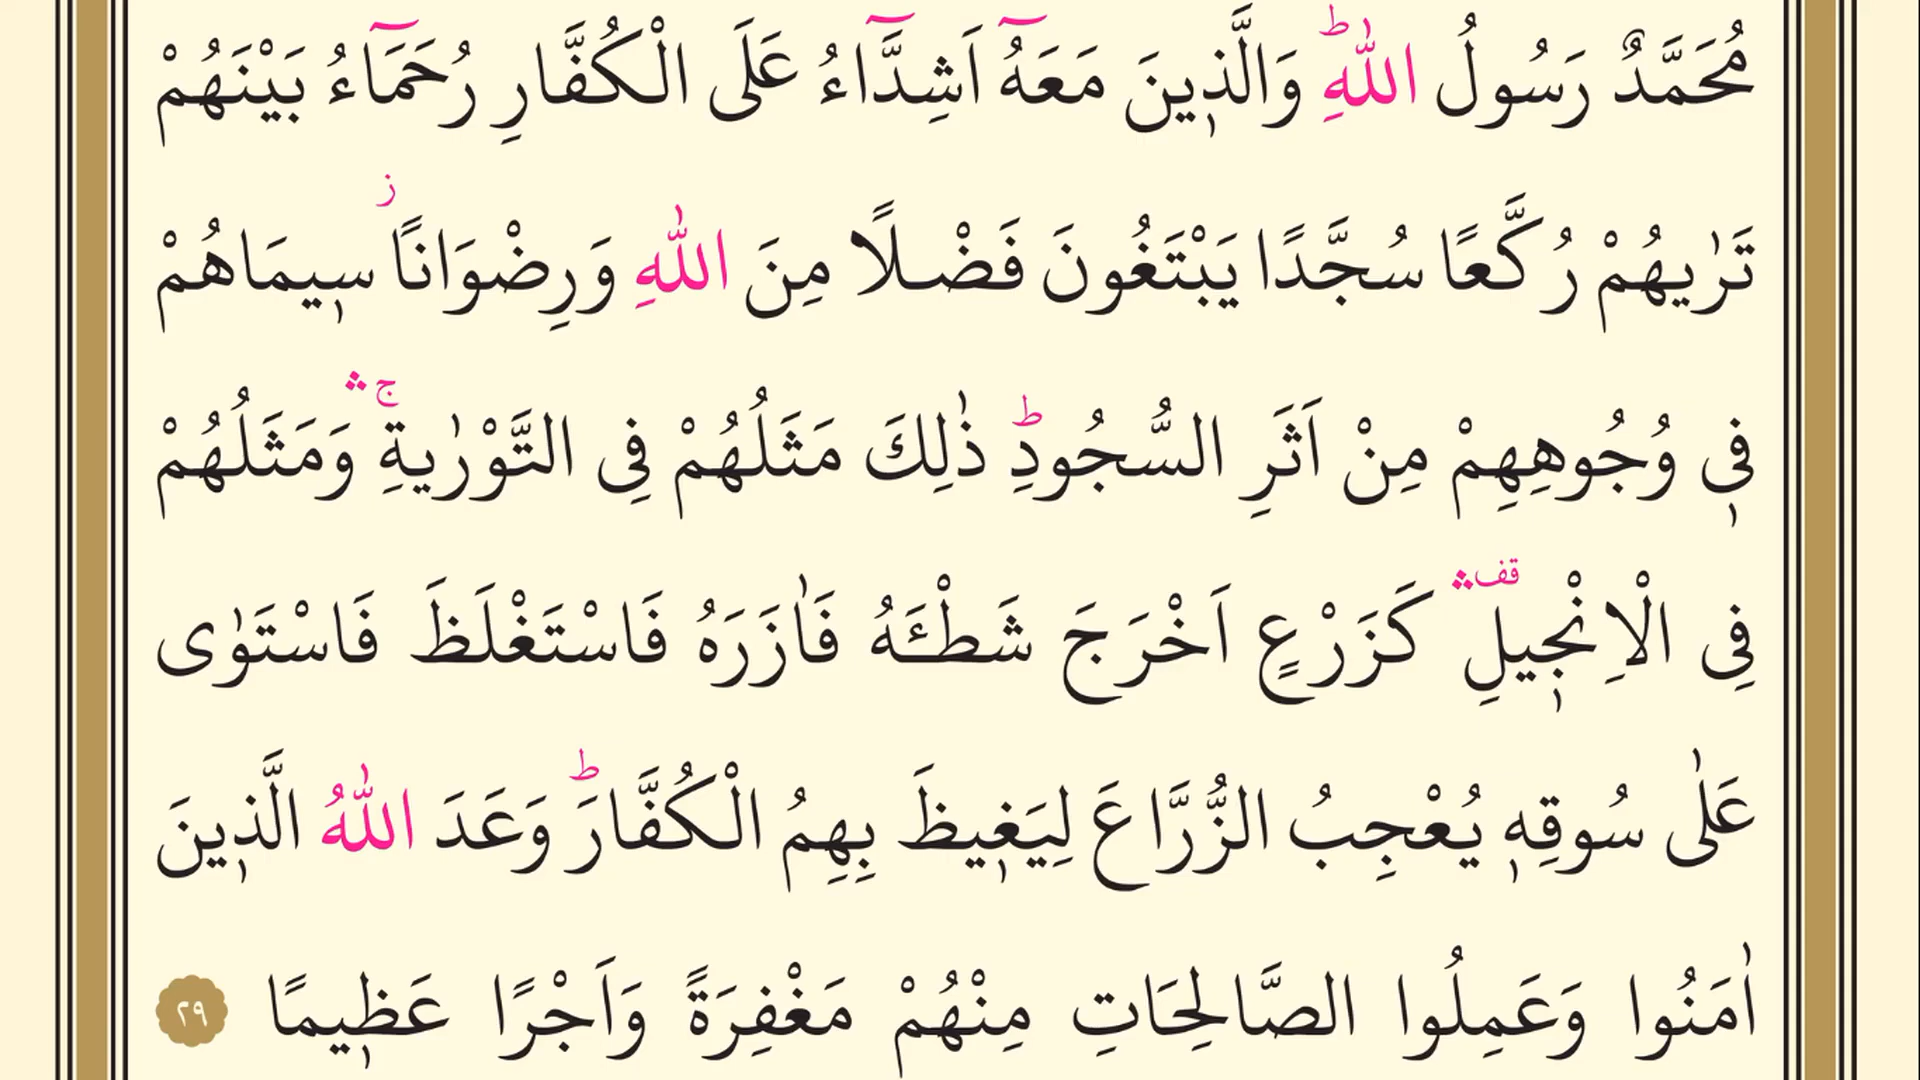 مُحَمَّدٌ رَسُولُ اللّٰهِۜ وَالَّذٖينَ مَعَهُٓ اَشِدَّٓاءُ عَلَى الْكُفَّارِ رُحَمَٓاءُ بَيْنَهُمْ
تَرٰيهُمْ رُكَّعًا سُجَّدًا يَبْتَغُونَ فَضْلًا مِنَ اللّٰهِ وَرِضْوَانًاؗ سٖيمَاهُمْ
فٖى وُجُوهِهِمْ مِنْ اَثَرِ السُّجُودِؕ ذٰلِكَ مَثَلُهُمْ فِى التَّوْرٰيةِۚ ۛ وَمَثَلُهُمْ
فِى الْاِنْجٖيلِ قف ۛ كَزَرْعٍ اَخْرَجَ شَطْـَٔهُ فَاٰزَرَهُ فَاسْتَغْلَظَ فَاسْتَوٰى
عَلٰى سُوقِهٖ يُعْجِبُ الزُّرَّاعَ لِيَغٖيظَ بِهِمُ الْكُفَّارَؕ وَعَدَ اللّٰهُ الَّذٖينَ
اٰمَنُوا وَعَمِلُوا الصَّالِحَاتِ مِنْهُمْ مَغْفِرَةً وَاَجْرًا عَظٖيمًا ٢٩